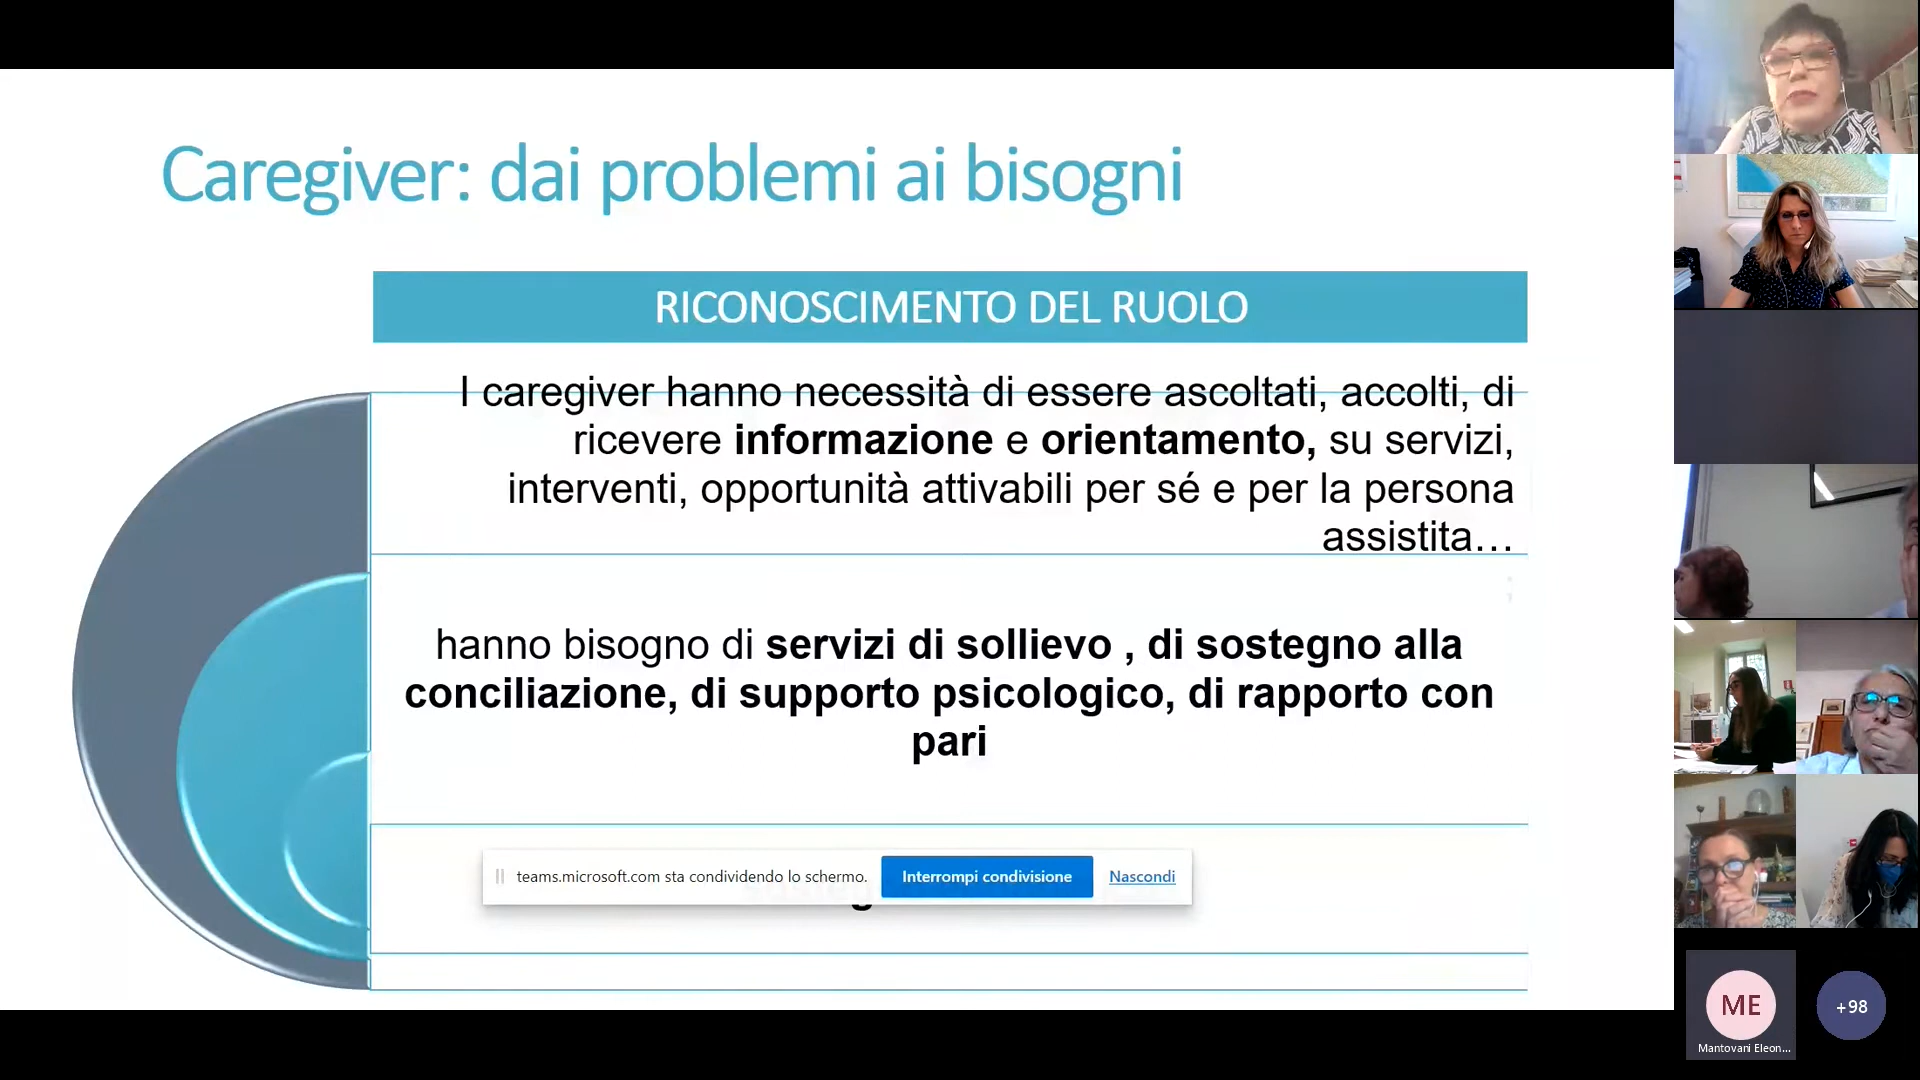 Caregiver: dai problemi ai bisogni
RICONOSCIMENTO DEL RUOLO
I caregiver hanno necessità di essere ascoltati, accolti, di
ricevere informazione e orientamento, su servizi,
interventi, opportunità attivabili per sé e per la persona
assistita…
;
hanno bisogno di servizi di sollievo , di sostegno alla
conciliazione, di supporto psicologico, di rapporto con
pari
teams.microsoft.com sta condividendo lo schermo.
Interrompi condivisione
Nascondi
ME
Mantovani Eleon...
+98